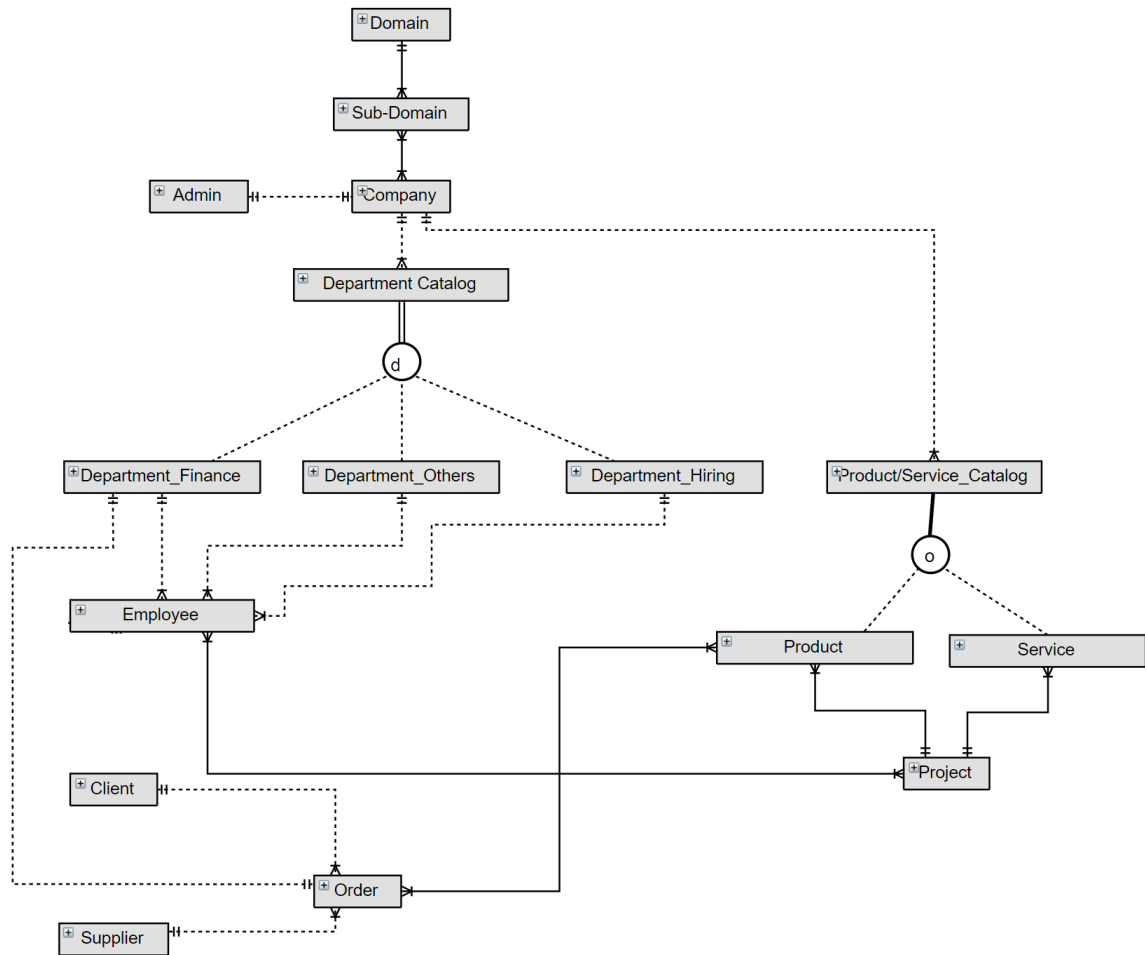 Domain
Sub-Domain
Admin
Company
Department Catalog
d
Department_Finance
Department_Others
Department_Hiring
Product/Service_Catalog
o
Employee
Product
Service
Project
Client
Order
Supplier